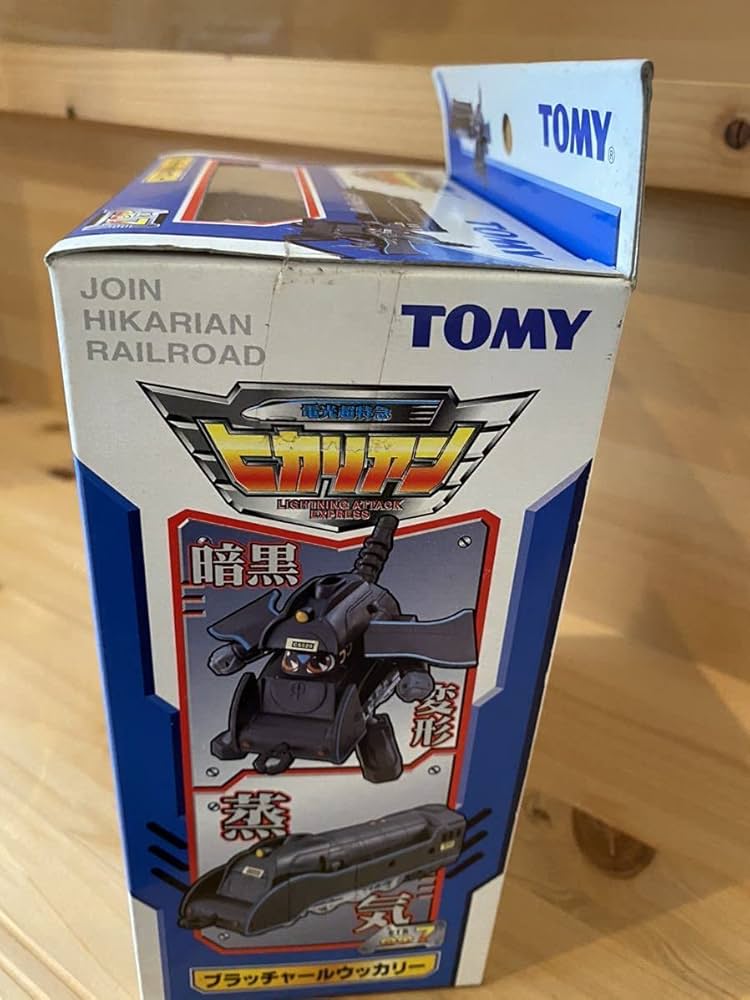 TOMY®
TOMY
JOIN
HIKARIAN
RAILROAD
TOMY
電光超特急
ヒカリアン
LIGHTNING ATTACK
EXPRESS
暗黒
変形
蒸
気
ブラッチャールウッカリー